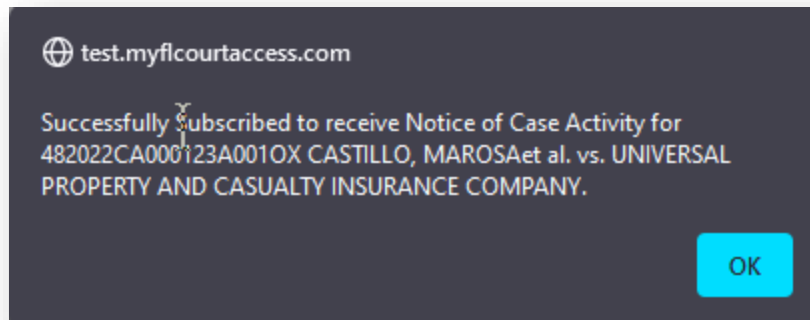 test.myflcourtaccess.com
Successfully Subscribed to receive Notice of Case Activity for
482022CA000123A001OX CASTILLO, MAROSAet al. vs. UNIVERSAL
PROPERTY AND CASUALTY INSURANCE COMPANY.
OK